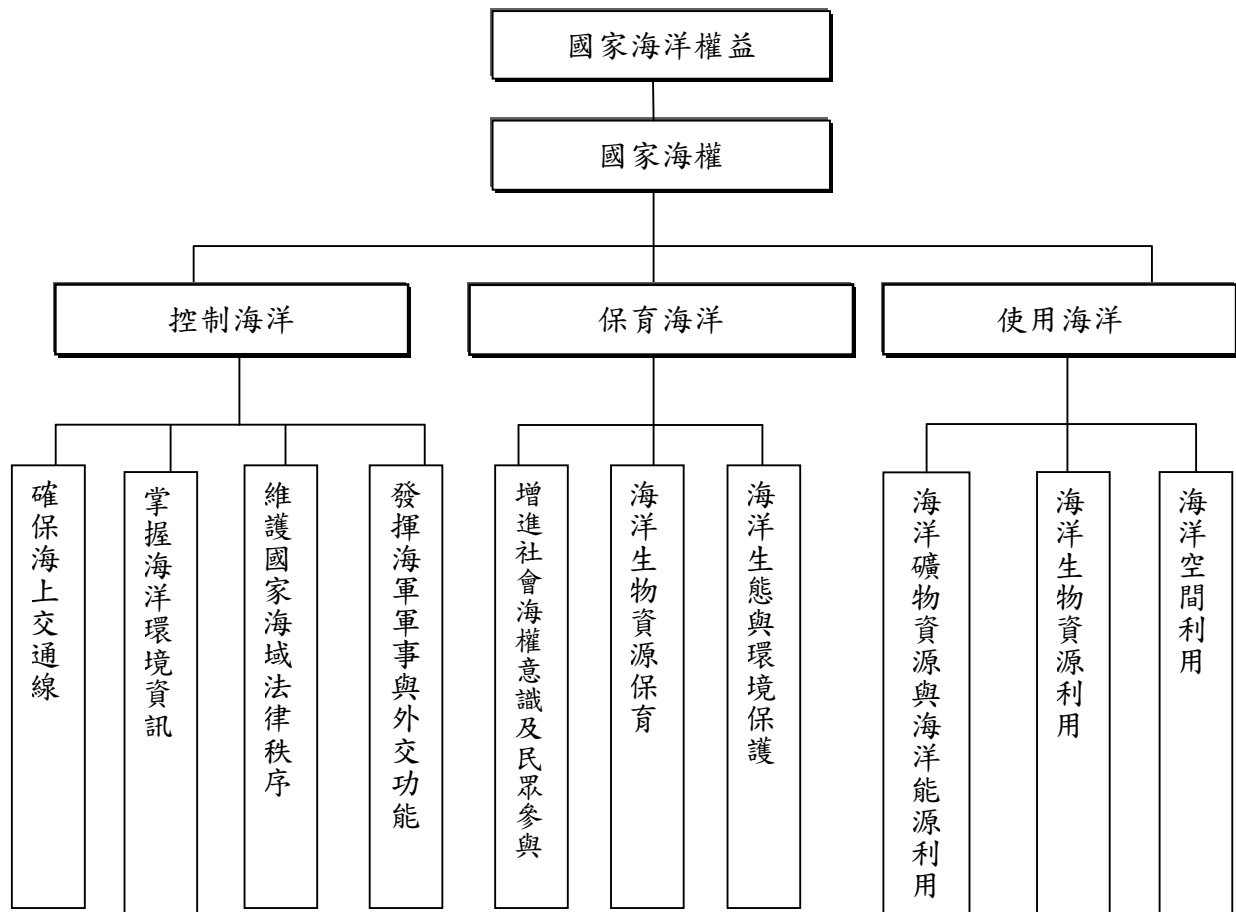 國家海洋權益
國家海權
控制海洋
保育海洋
使用海洋
確保海上交通線
掌握海洋環境資訊
維護國家海域法律秩序
發揮海軍軍事與外交功能
增進社會海權意識及民眾參與
海洋生物資源保育
海洋生態與環境保護
海洋礦物資源與海洋能源利用
海洋生物資源利用
海洋空間利用